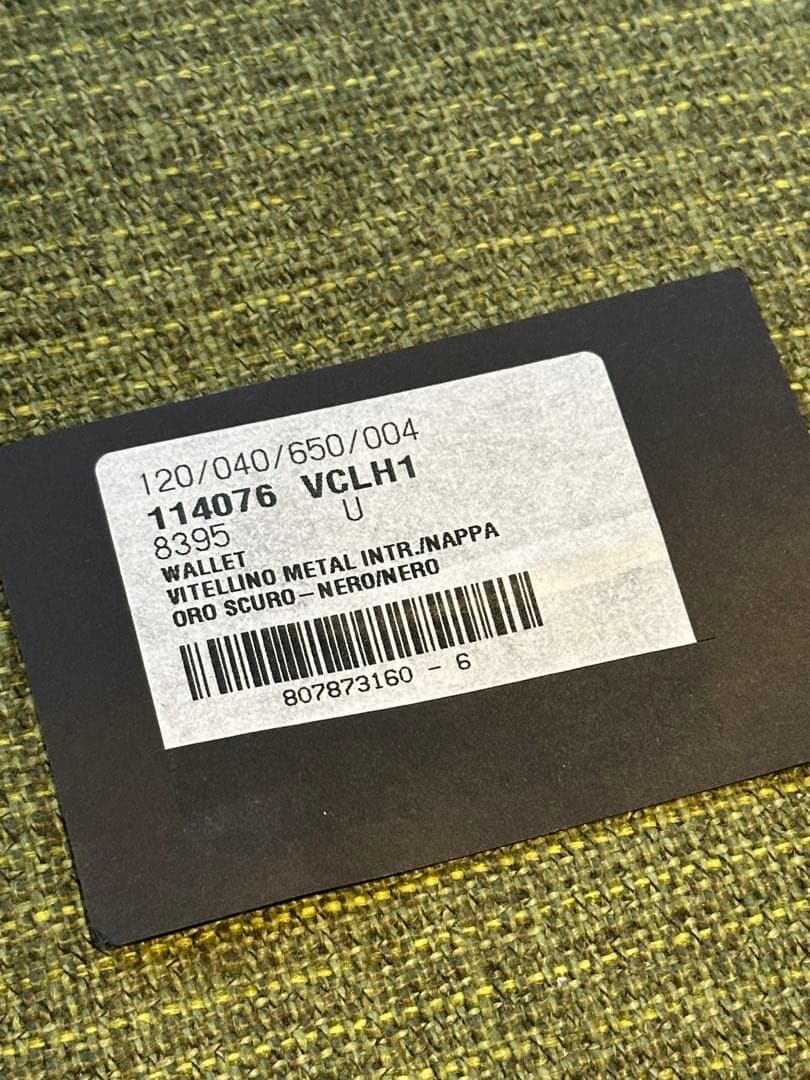 120/040/650/004
114076 VCLH1
8395 U
WALLET
VITELLINO METAL INTR./NAPPA
ORO SCURO-NERO/NERO
807873160 - 6